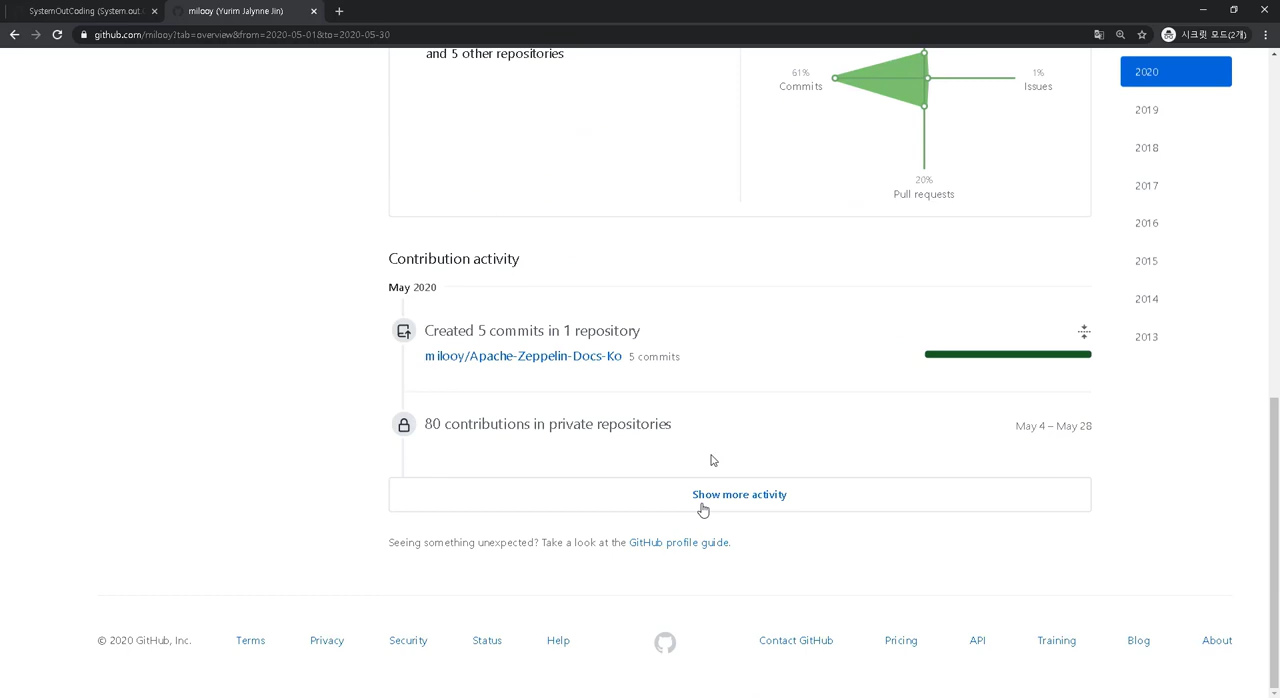 SystemOutCoding (System.out.
milooy (Yurim Jalynne Jin)
github.com/milooy?tab=overview&from=2020-05-01&to=2020-05-30
시크릿 모드(2개)
and 5 other repositories
61%
Commits
1%
Issues
20%
Pull requests
2020
2019
2018
2017
2016
2015
2014
2013
Contribution activity
May 2020
Created 5 commits in 1 repository
milooy/Apache-Zeppelin-Docs-Ko 5 commits
80 contributions in private repositories
May 4 – May 28
Show more activity
Seeing something unexpected? Take a look at the GitHub profile guide.
© 2020 GitHub, Inc. Terms Privacy Security Status Help Contact GitHub Pricing API Training Blog About